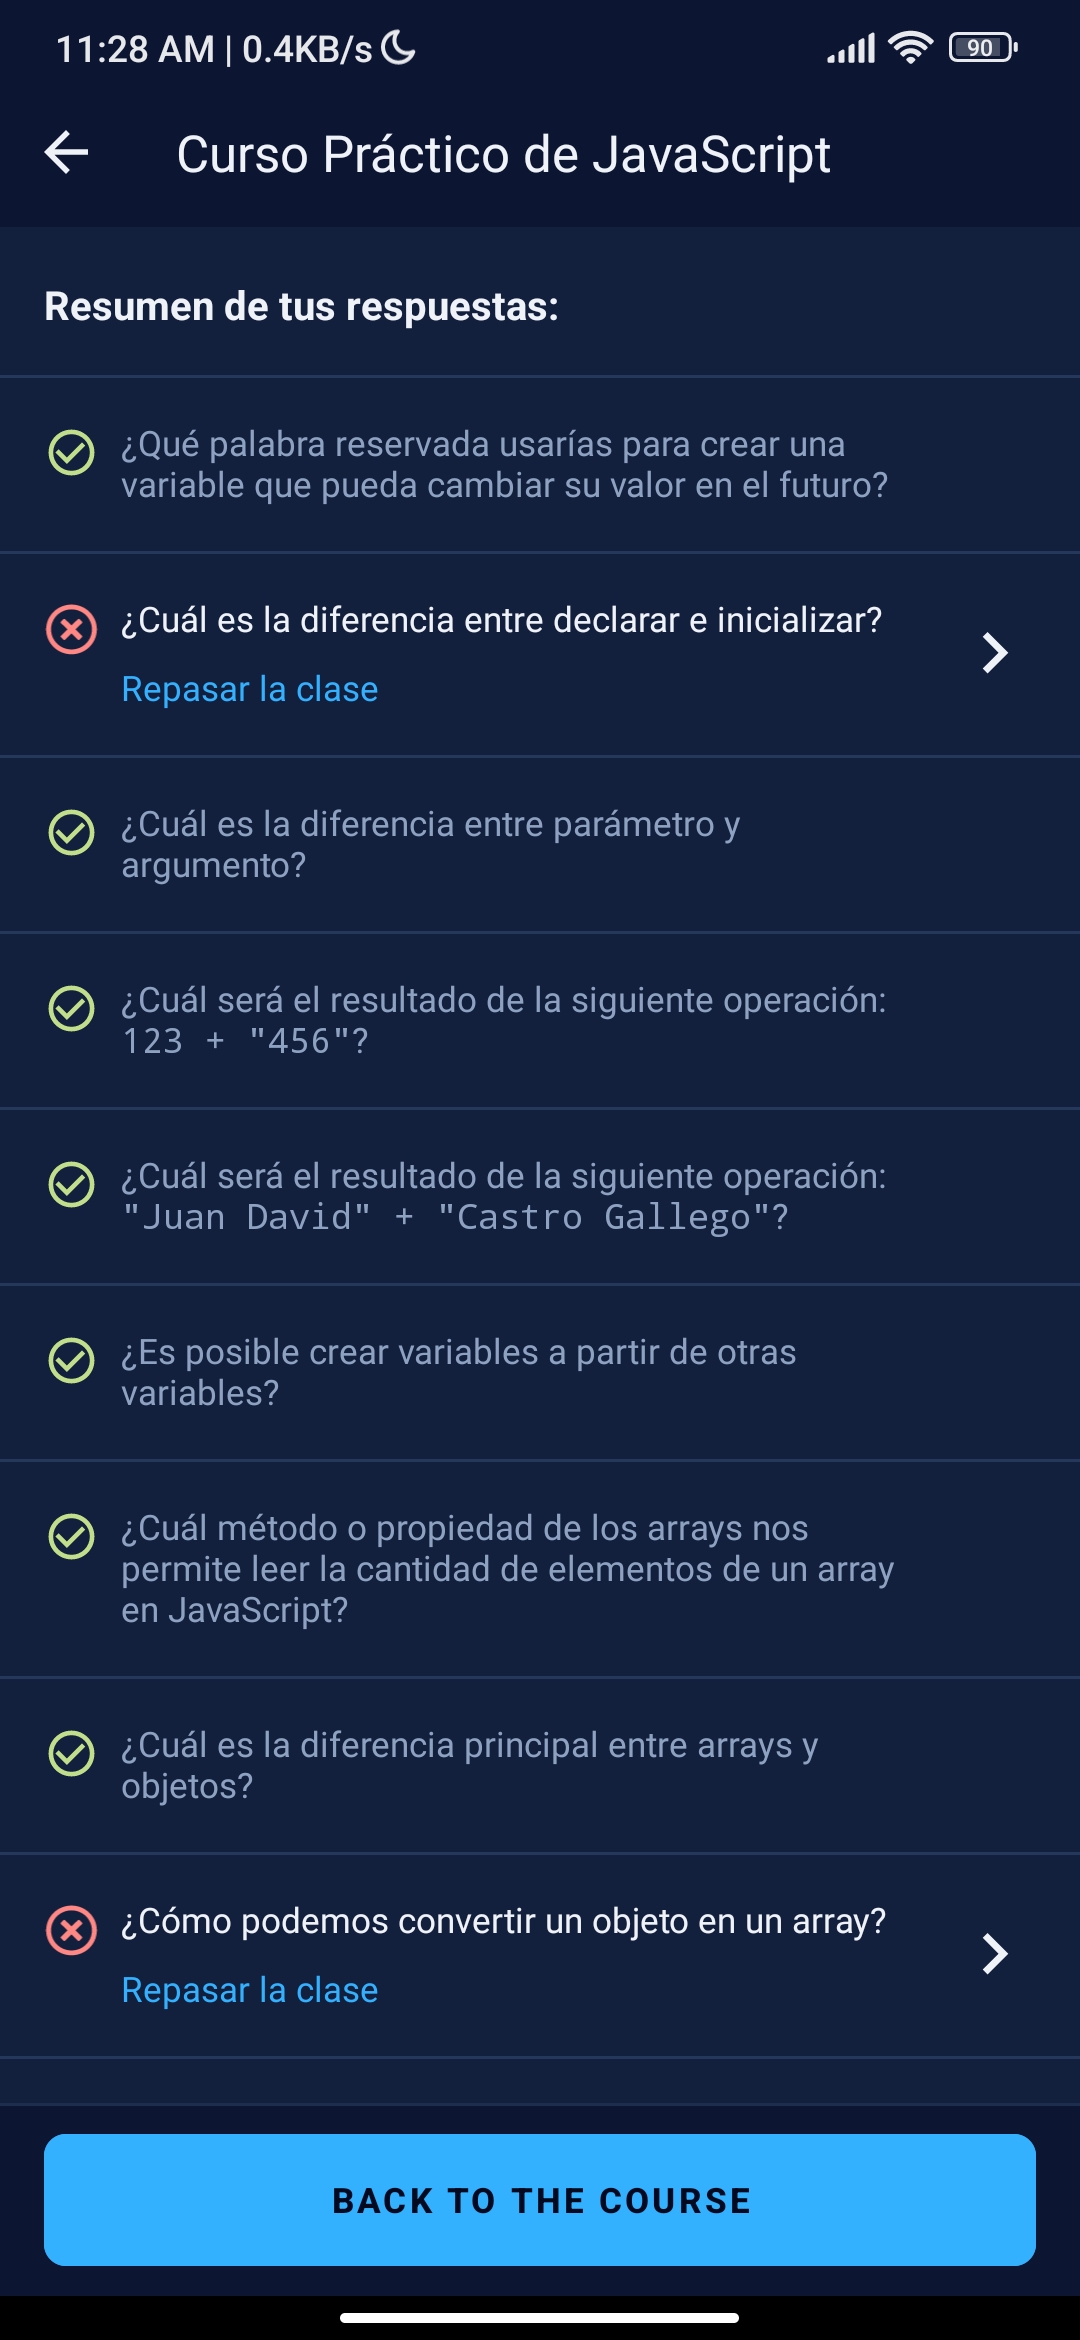 11:28 AM | 0.4KB/s
90
Curso Práctico de JavaScript
Resumen de tus respuestas:
¿Qué palabra reservada usarías para crear una
variable que pueda cambiar su valor en el futuro?
¿Cuál es la diferencia entre declarar e inicializar?
Repasar la clase
¿Cuál es la diferencia entre parámetro y
argumento?
¿Cuál será el resultado de la siguiente operación:
123 + "456"?
¿Cuál será el resultado de la siguiente operación:
"Juan David" + "Castro Gallego"?
¿Es posible crear variables a partir de otras
variables?
¿Cuál método o propiedad de los arrays nos
permite leer la cantidad de elementos de un array
en JavaScript?
¿Cuál es la diferencia principal entre arrays y
objetos?
¿Cómo podemos convertir un objeto en un array?
Repasar la clase
BACK TO THE COURSE